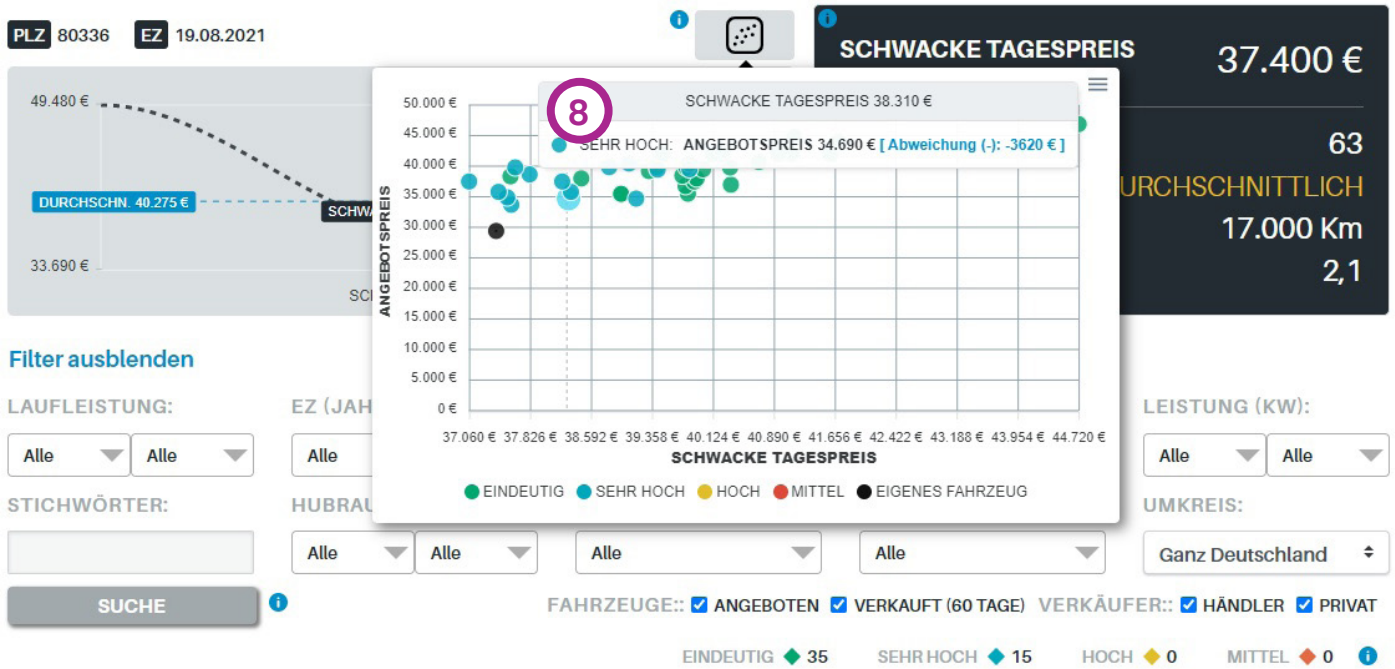 PLZ 80336 EZ 19.08.2021
SCHWACKE TAGESPREIS 37.400 €
63
URCHSCHNITTLICH
17.000 Km
2,1
49.480 €
DURCHSCHN. 40.275 €
SCHWA
33.690 €
SCH
8
SCHWACKE TAGESPREIS 38.310 €
SEHR HOCH: ANGEBOTSPREIS 34.690 € [ Abweichung (-): -3620 € ]
ANGEBOTSPREIS
50.000 €
45.000 €
40.000 €
35.000 €
30.000 €
25.000 €
20.000 €
15.000 €
10.000 €
5.000 €
0 €
37.060 € 37.826 € 38.592 € 39.358 € 40.124 € 40.890 € 41.656 € 42.422 € 43.188 € 43.954 € 44.720 €
SCHWACKE TAGESPREIS
EINDEUTIG SEHR HOCH HOCH MITTEL EIGENES FAHRZEUG
Filter ausblenden
LAUFLEISTUNG: EZ (JAH LEISTUNG (KW):
Alle Alle Alle Alle Alle
STICHWÖRTER: HUBRAU UMKREIS:
Alle Alle Alle Alle Ganz Deutschland
SUCHE
FAHRZEUGE:: ANGEBOTEN VERKAUFT (60 TAGE) VERKÄUFER:: HÄNDLER PRIVAT
EINDEUTIG 35 SEHR HOCH 15 HOCH 0 MITTEL 0